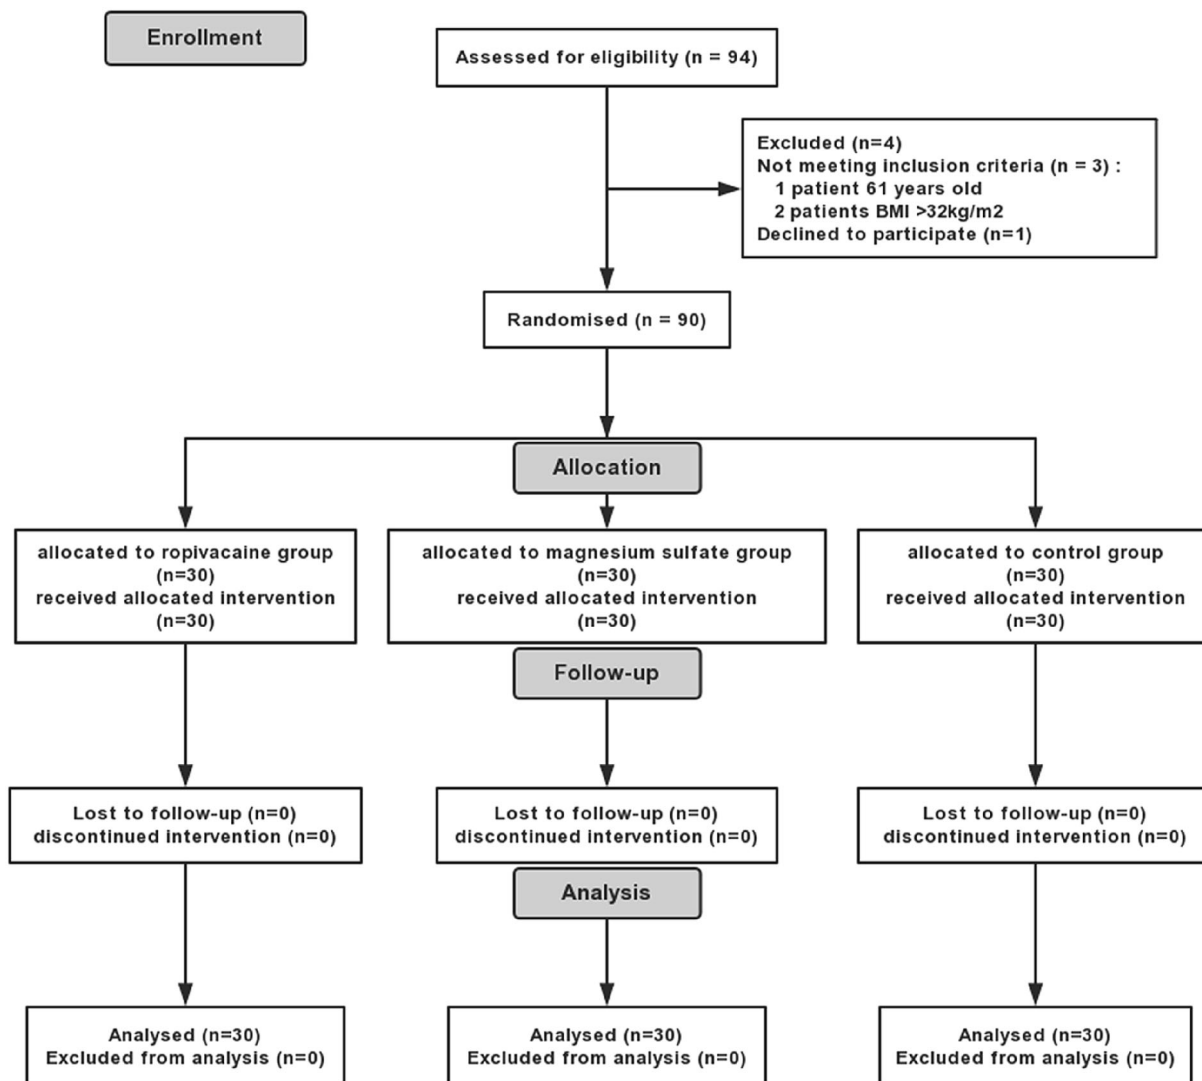 Enrollment
Assessed for eligibility (n = 94)
Excluded (n=4)
Not meeting inclusion criteria (n = 3) :
1 patient 61 years old
2 patients BMI >32kg/m2
Declined to participate (n=1)
Randomised (n = 90)
Allocation
allocated to ropivacaine group
(n=30)
received allocated intervention
(n=30)
allocated to magnesium sulfate group
(n=30)
received allocated intervention
(n=30)
allocated to control group
(n=30)
received allocated intervention
(n=30)
Follow-up
Lost to follow-up (n=0)
discontinued intervention (n=0)
Lost to follow-up (n=0)
discontinued intervention (n=0)
Lost to follow-up (n=0)
discontinued intervention (n=0)
Analysis
Analysed (n=30)
Excluded from analysis (n=0)
Analysed (n=30)
Excluded from analysis (n=0)
Analysed (n=30)
Excluded from analysis (n=0)